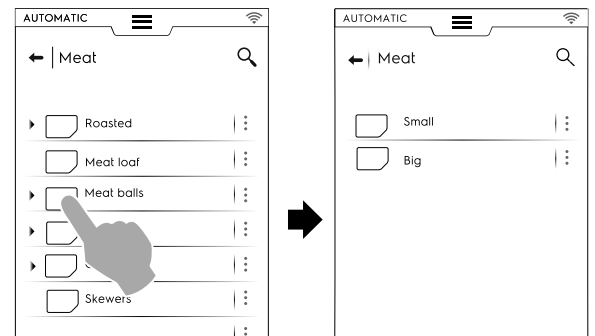 AUTOMATIC
Meat
Roasted
Meat loaf
Meat balls
Skewers
AUTOMATIC
Meat
Small
Big